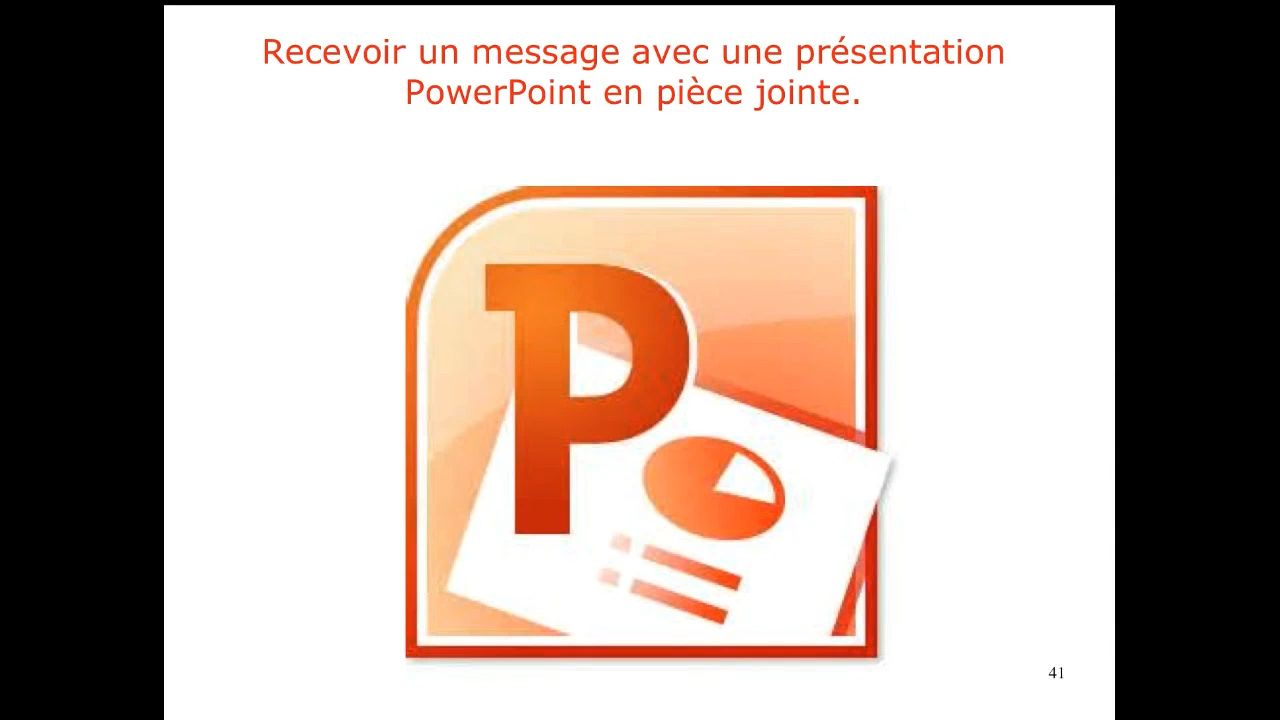 Recevoir un message avec une présentation
PowerPoint en pièce jointe.
P
41